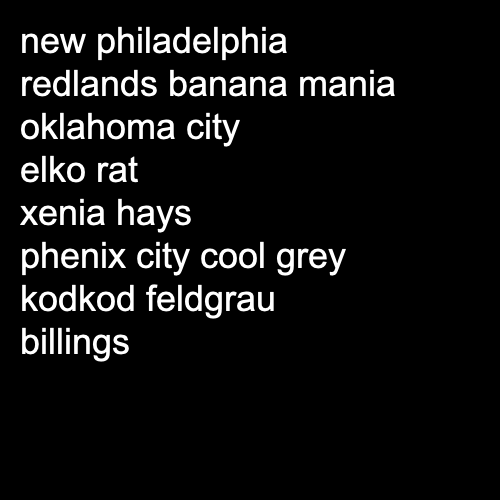 new philadelphia
redlands banana mania
oklahoma city
elko rat
xenia hays
phenix city cool grey
kodkod feldgrau
billings